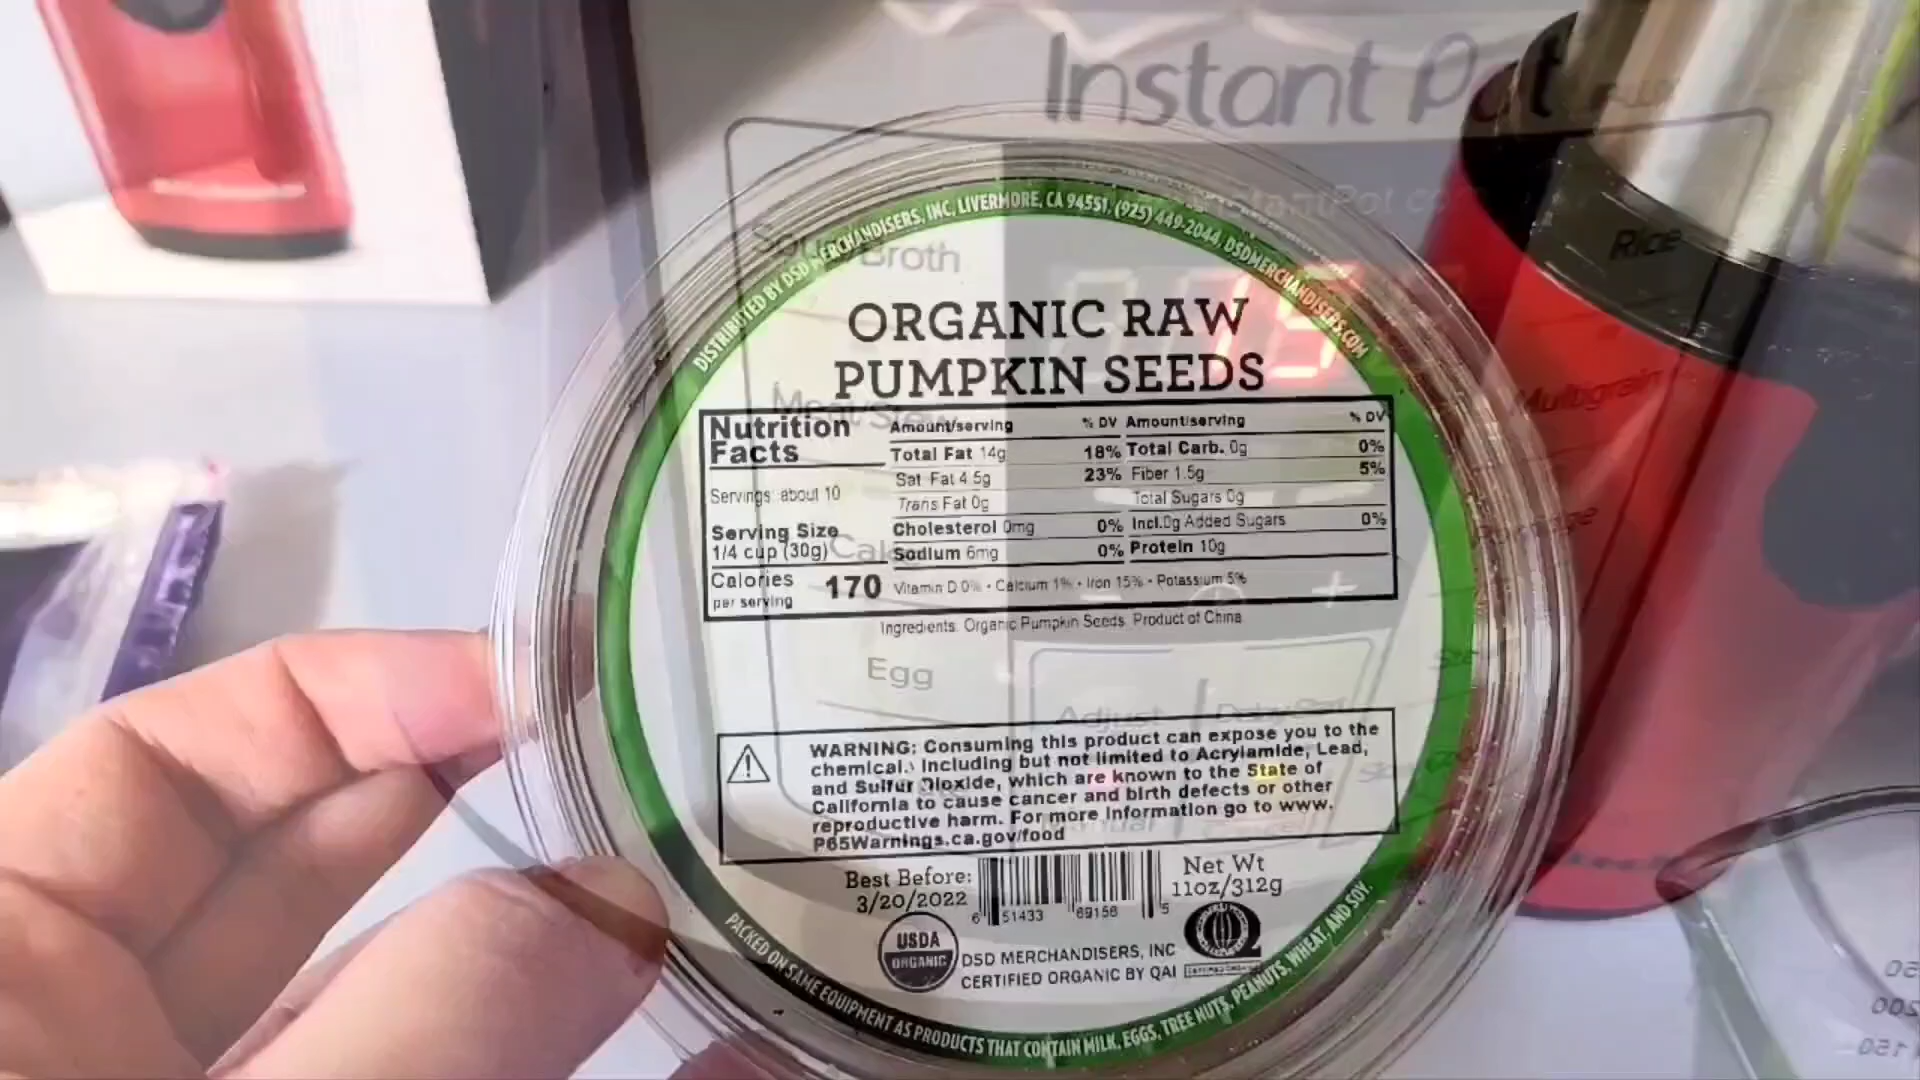 Instant Pot
DISTRIBUTED BY DSD MERCHANDISERS, INC, LIVERMORE, CA 94551, (925) 449-2044, DSDMERCHANDISERS.COM
Rice
Broth
ORGANIC RAW
PUMPKIN SEEDS
Multigrain
Nutrition
Facts
Servings: about 10
Serving Size
1/4 cup (30g)
Calories
per serving
170
Amount/serving % DV Amount/serving % DV
Total Fat 14g 18% Total Carb. 0g 0%
Sat Fat 4.5g 23% Fiber 1.5g 5%
Trans Fat 0g Total Sugars 0g
Cholesterol 0mg 0% Incl.0g Added Sugars 0%
Sodium 6mg 0% Protein 10g
Vitamin D 0% • Calcium 1% • Iron 15% • Potassium 5%
Ingredients: Organic Pumpkin Seeds. Product of China
Egg
Adjust
WARNING: Consuming this product can expose you to the
chemical. Including but not limited to Acrylamide, Lead,
and Sulfur Dioxide, which are known to the State of
California to cause cancer and birth defects or other
reproductive harm. For more information go to www.
P65Warnings.ca.gov/food
Best Before:
3/20/2022
6 51433 69156 5
Net Wt
11oz/312g
USDA
ORGANIC
DSD MERCHANDISERS, INC
CERTIFIED ORGANIC BY QAI
PACKED ON SAME EQUIPMENT AS PRODUCTS THAT CONTAIN MILK, EGGS, TREE NUTS, PEANUTS, WHEAT, AND SOY.